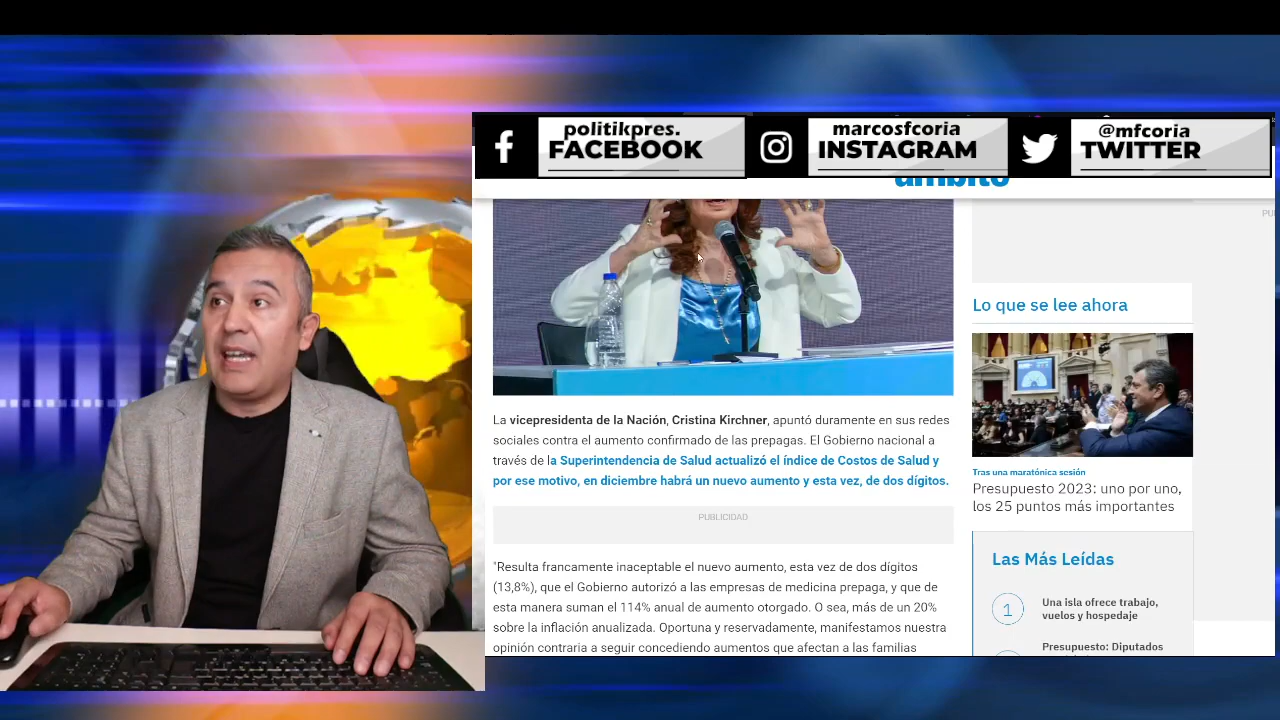 politikpres.
FACEBOOK
marcosfcoria
INSTAGRAM
@mfcoria
TWITTER
ámbito
PU
Lo que se lee ahora
La vicepresidenta de la Nación, Cristina Kirchner, apuntó duramente en sus redes
sociales contra el aumento confirmado de las prepagas. El Gobierno nacional a
través de la Superintendencia de Salud actualizó el índice de Costos de Salud y
por ese motivo, en diciembre habrá un nuevo aumento y esta vez, de dos dígitos.
PUBLICIDAD
"Resulta francamente inaceptable el nuevo aumento, esta vez de dos dígitos
(13,8%), que el Gobierno autorizó a las empresas de medicina prepaga, y que de
esta manera suman el 114% anual de aumento otorgado. O sea, más de un 20%
sobre la inflación anualizada. Oportuna y reservadamente, manifestamos nuestra
opinión contraria a seguir concediendo aumentos que afectan a las familias
Tras una maratónica sesión
Presupuesto 2023: uno por uno,
los 25 puntos más importantes
Las Más Leídas
1
Una isla ofrece trabajo,
vuelos y hospedaje
Presupuesto: Diputados